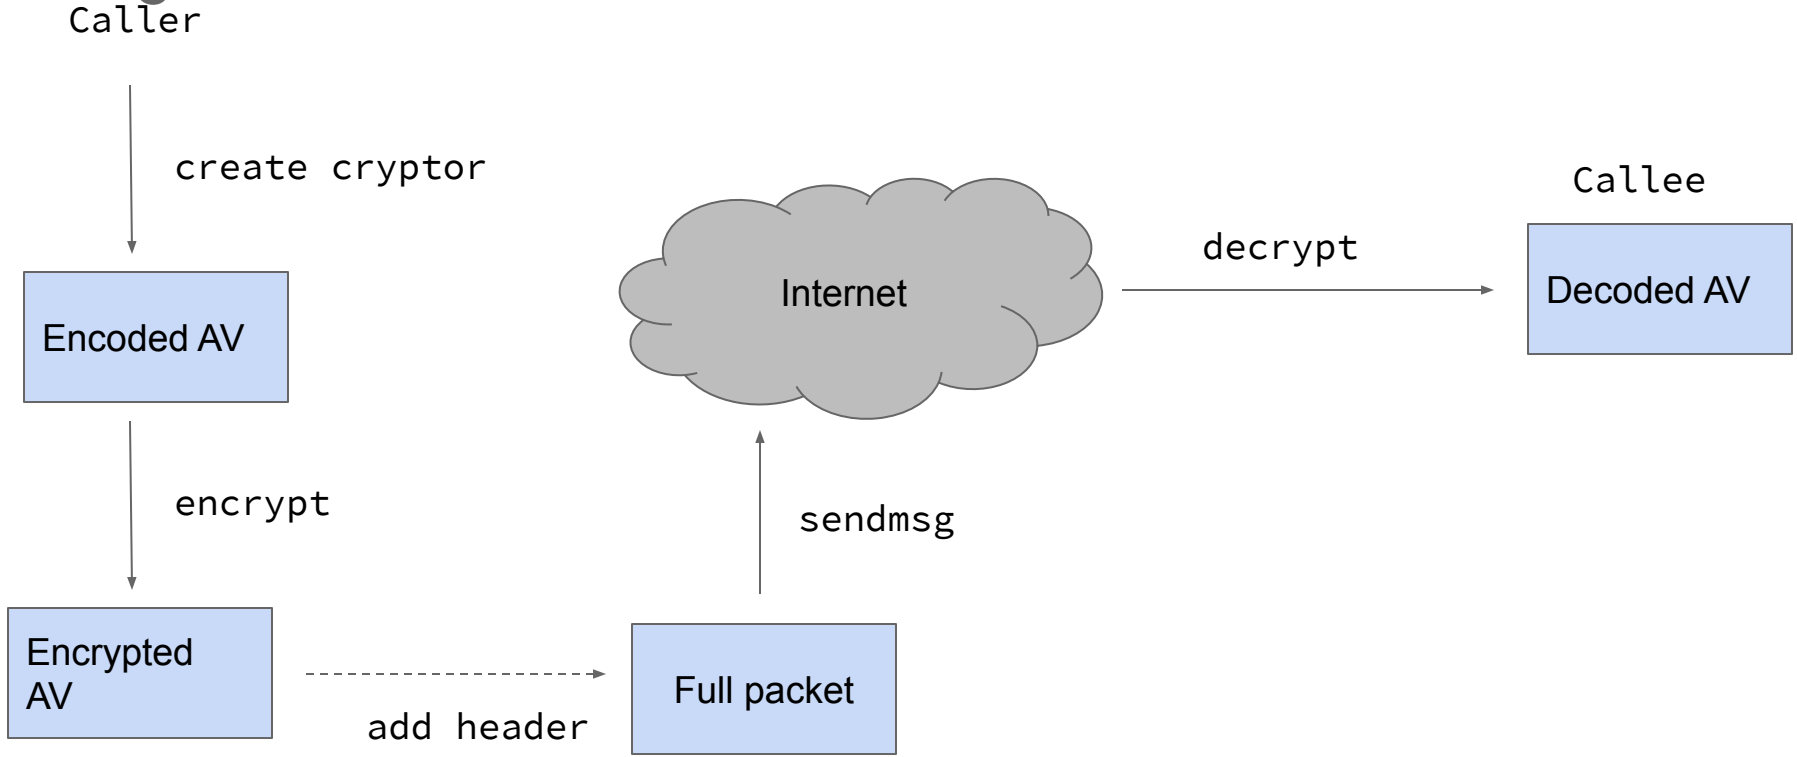 Caller
create cryptor
Encoded AV
encrypt
Encrypted
AV
add header
Full packet
sendmsg
Internet
decrypt
Callee
Decoded AV